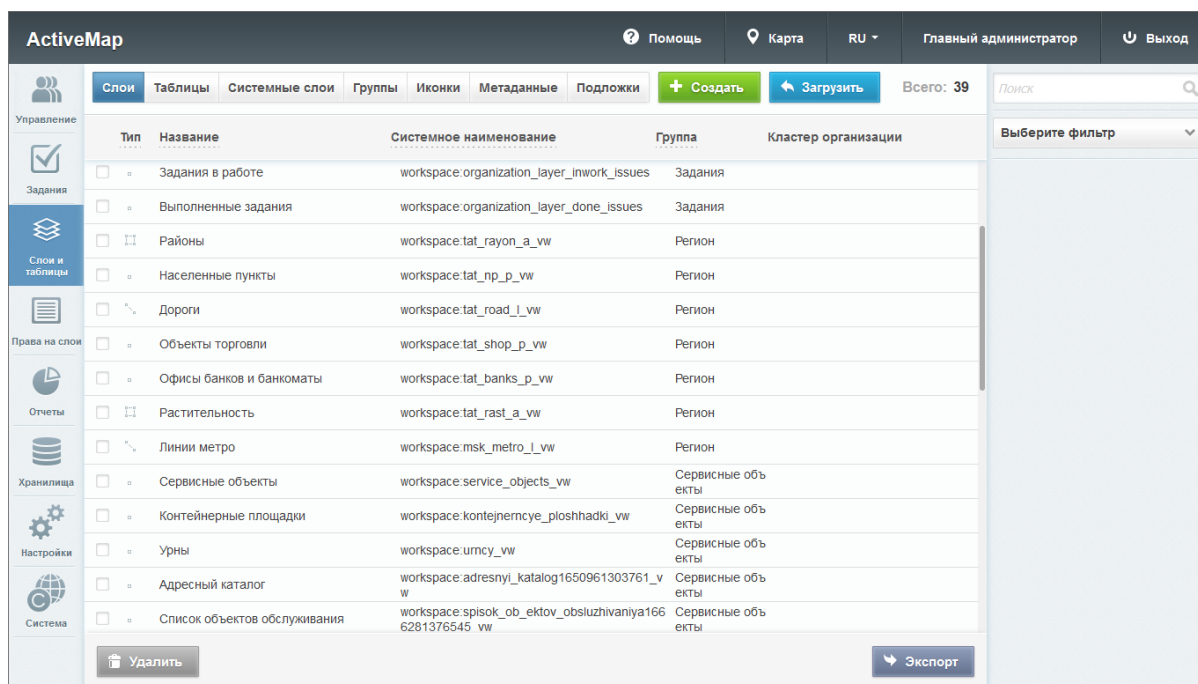 ActiveMap
Помощь
Карта
RU
Главный администратор
Выход
Управление
Задания
Слои и
таблицы
Права на слои
Отчеты
Хранилища
Настройки
Система
Слои
Таблицы
Системные слои
Группы
Иконки
Метаданные
Подложки
Создать
Загрузить
Всего: 39
Поиск
Выберите фильтр
Тип Название Системное наименование Группа Кластер организации
Задания в работе workspace:organization_layer_inwork_issues Задания
Выполненные задания workspace:organization_layer_done_issues Задания
Районы workspace:tat_rayon_a_vw Регион
Населенные пункты workspace:tat_np_p_vw Регион
Дороги workspace:tat_road_l_vw Регион
Объекты торговли workspace:tat_shop_p_vw Регион
Офисы банков и банкоматы workspace:tat_banks_p_vw Регион
Растительность workspace:tat_rast_a_vw Регион
Линии метро workspace:msk_metro_l_vw Регион
Сервисные объекты workspace:service_objects_vw Сервисные объ
екты
Контейнерные площадки workspace:kontejnerncye_ploshhadki_vw Сервисные объ
екты
Урны workspace:urncy_vw Сервисные объ
екты
Адресный каталог workspace:adresnyi_katalog1650961303761_v Сервисные объ
w екты
Список объектов обслуживания workspace:spisok_ob_ektov_obsluzhivaniya166 Сервисные объ
6281376545_vw екты
Удалить
Экспорт